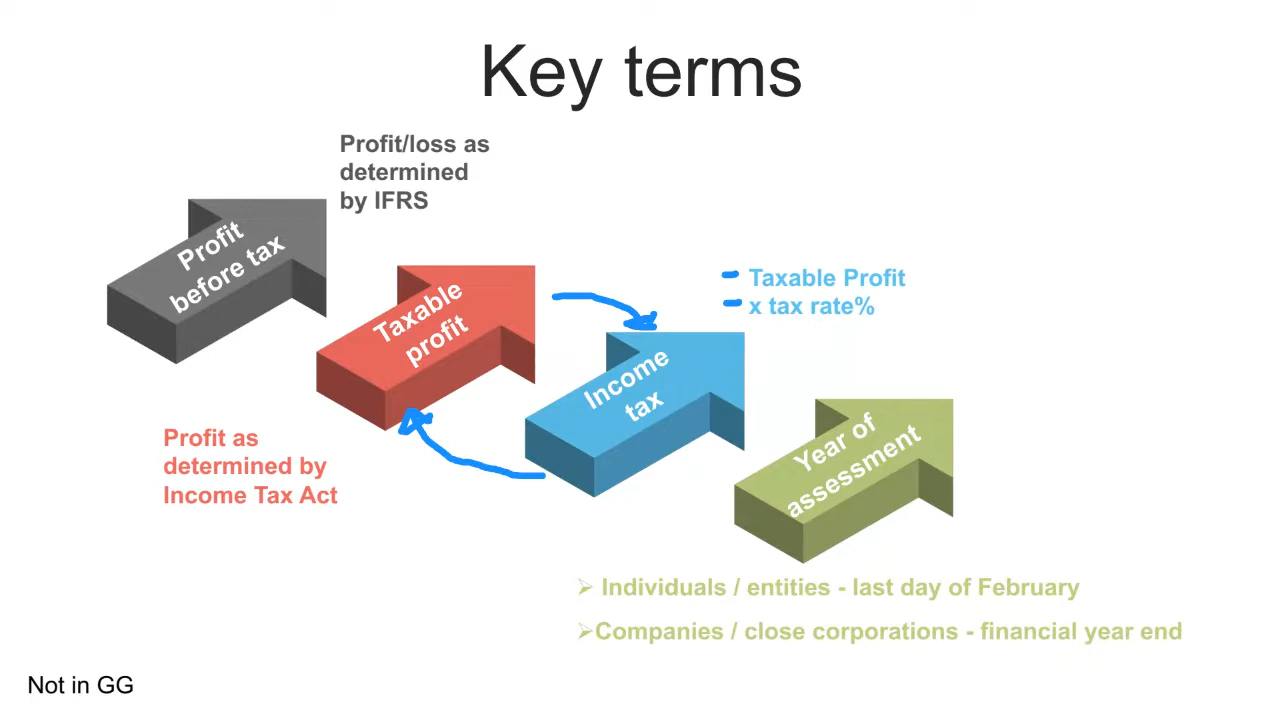 Key terms
Profit/loss as
determined
by IFRS
Profit
before tax
Taxable
profit
Profit as
determined by
Income Tax Act
Taxable Profit
x tax rate%
Income
tax
Year of
assessment
➢ Individuals / entities - last day of February
➢Companies / close corporations - financial year end
Not in GG